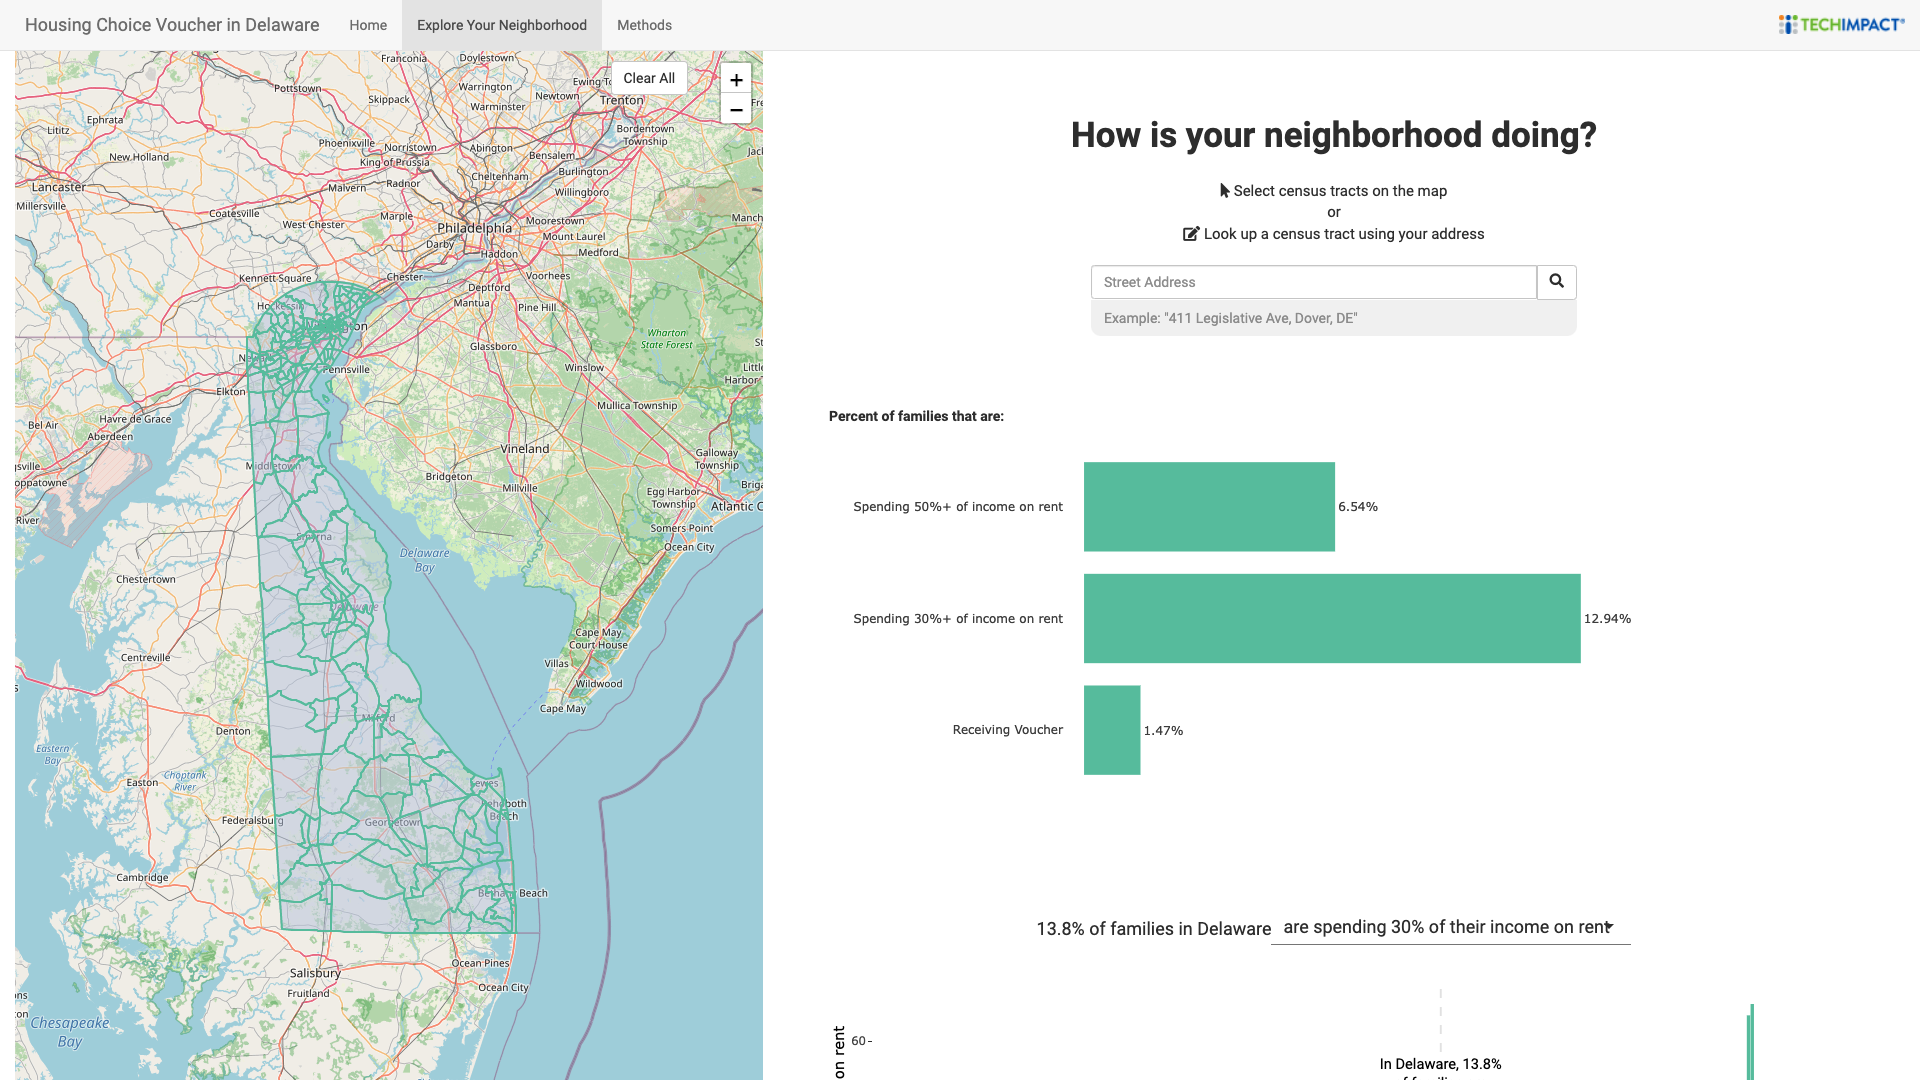 Housing Choice Voucher in Delaware
Home
Explore Your Neighborhood
Methods
TECHIMPACT
Clear All
+
−
Franconia
Doylestown
Pottstown
Warrington
Skippack
Newtown
Warminster
Trenton
Ephrata
Lititz
Bordentown
Township
Phoenixville
Norristown
Abington
New Holland
King of Prussia
Bensalem
Burlington
Cheltenham
Lancaster
Malvern
Radnor
Willingboro
Millersville
Coatesville
Marple
Moorestown
West Chester
Philadelphia
Mount Laurel
Darby
Haddon
Medford
Kennett Square
Chester
Voorhees
Deptford
Mantua
Pine Hill
Wharton
State Forest
Glassboro
Pennsville
Winslow
Elkton
Mullica Township
Havre de Grace
Bel Air
Aberdeen
Vineland
Galloway
Township
Middletown
Bridgeton
Millville
Egg Harbor
Township
River
Somers Point
Smyrna
Ocean City
Delaware
Bay
Chestertown
Delaware
Cape May
Court House
Centreville
Villas
Wildwood
Cape May
Milford
Denton
Eastern
Bay
Choptank
River
Easton
Lewes
Rehoboth
Beach
Federalsburg
Georgetown
Cambridge
Bethany Beach
Ocean Pines
Salisbury
Ocean City
Fruitland
Chesapeake
Bay
How is your neighborhood doing?
Select census tracts on the map
or
Look up a census tract using your address
Street Address
Example: "411 Legislative Ave, Dover, DE"
Percent of families that are:
Spending 50%+ of income on rent
6.54%
Spending 30%+ of income on rent
12.94%
Receiving Voucher
1.47%
13.8% of families in Delaware are spending 30% of their income on rent
on rent
60
In Delaware, 13.8%